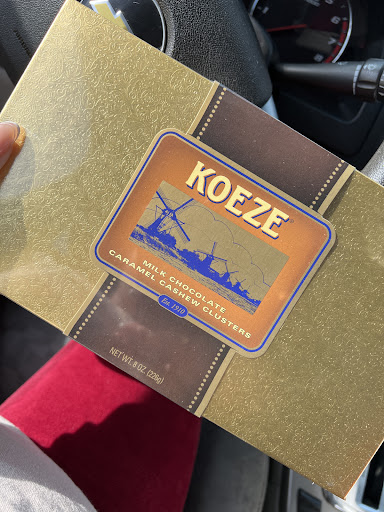 KOEZE
MILK CHOCOLATE
CARAMEL CASHEW CLUSTERS
Est. 1910
NET WT. 8 OZ. (226g)